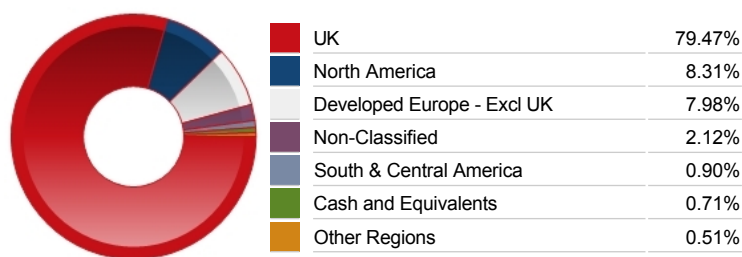 UK 79.47%
North America 8.31%
Developed Europe - Excl UK 7.98%
Non-Classified 2.12%
South & Central America 0.90%
Cash and Equivalents 0.71%
Other Regions 0.51%